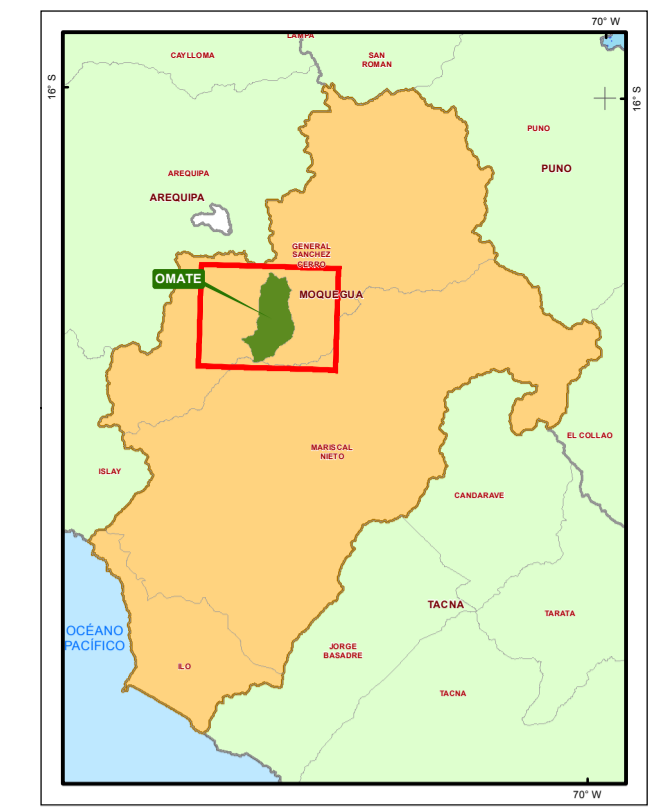 70° W
LAMPA
CAYLLOMA
SAN
ROMAN
16° S
16° S
PUNO
PUNO
AREQUIPA
AREQUIPA
GENERAL
SANCHEZ
CERRO
OMATE
MOQUEGUA
EL COLLAO
MARISCAL
NIETO
ISLAY
CANDARAVE
TACNA
TARATA
OCÉANO
PACÍFICO
JORGE
BASADRE
ILO
TACNA
70° W